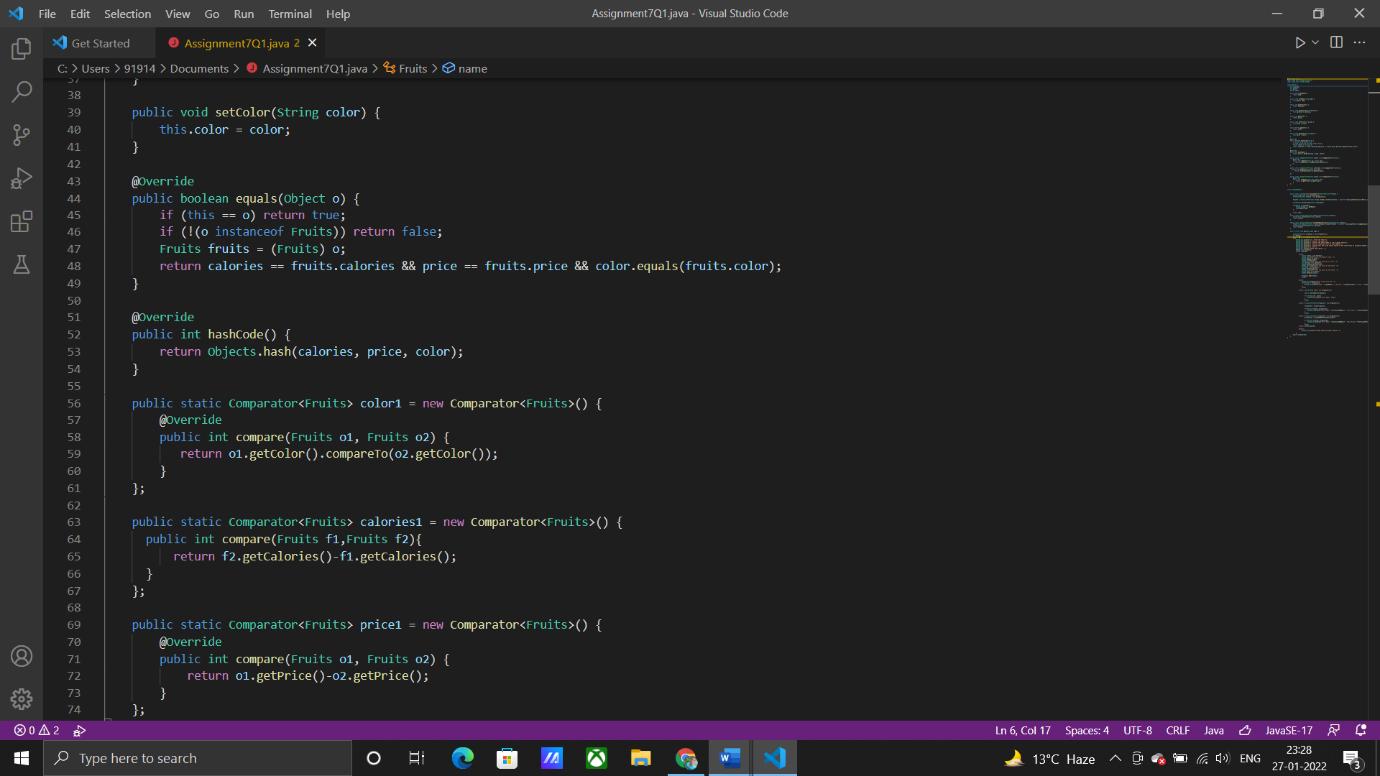 File Edit Selection View Go Run Terminal Help
Assignment7Q1.java - Visual Studio Code
Get Started
Assignment7Q1.java 2
C: > Users > 91914 > Documents > Assignment7Q1.java > Fruits > name
37 }
38
39 public void setColor(String color) {
40 this.color = color;
41 }
42
43 @Override
44 public boolean equals(Object o) {
45 if (this == o) return true;
46 if (!(o instanceof Fruits)) return false;
47 Fruits fruits = (Fruits) o;
48 return calories == fruits.calories && price == fruits.price && color.equals(fruits.color);
49 }
50
51 @Override
52 public int hashCode() {
53 return Objects.hash(calories, price, color);
54 }
55
56 public static Comparator<Fruits> color1 = new Comparator<Fruits>() {
57 @Override
58 public int compare(Fruits o1, Fruits o2) {
59 return o1.getColor().compareTo(o2.getColor());
60 }
61 };
62
63 public static Comparator<Fruits> calories1 = new Comparator<Fruits>() {
64 public int compare(Fruits f1,Fruits f2){
65 return f2.getCalories()-f1.getCalories();
66 }
67 };
68
69 public static Comparator<Fruits> price1 = new Comparator<Fruits>() {
70 @Override
71 public int compare(Fruits o1, Fruits o2) {
72 return o1.getPrice()-o2.getPrice();
73 }
74 };
0 2
Ln 6, Col 17 Spaces: 4 UTF-8 CRLF Java JavaSE-17
Type here to search
13°C Haze
ENG
23:28
27-01-2022
3